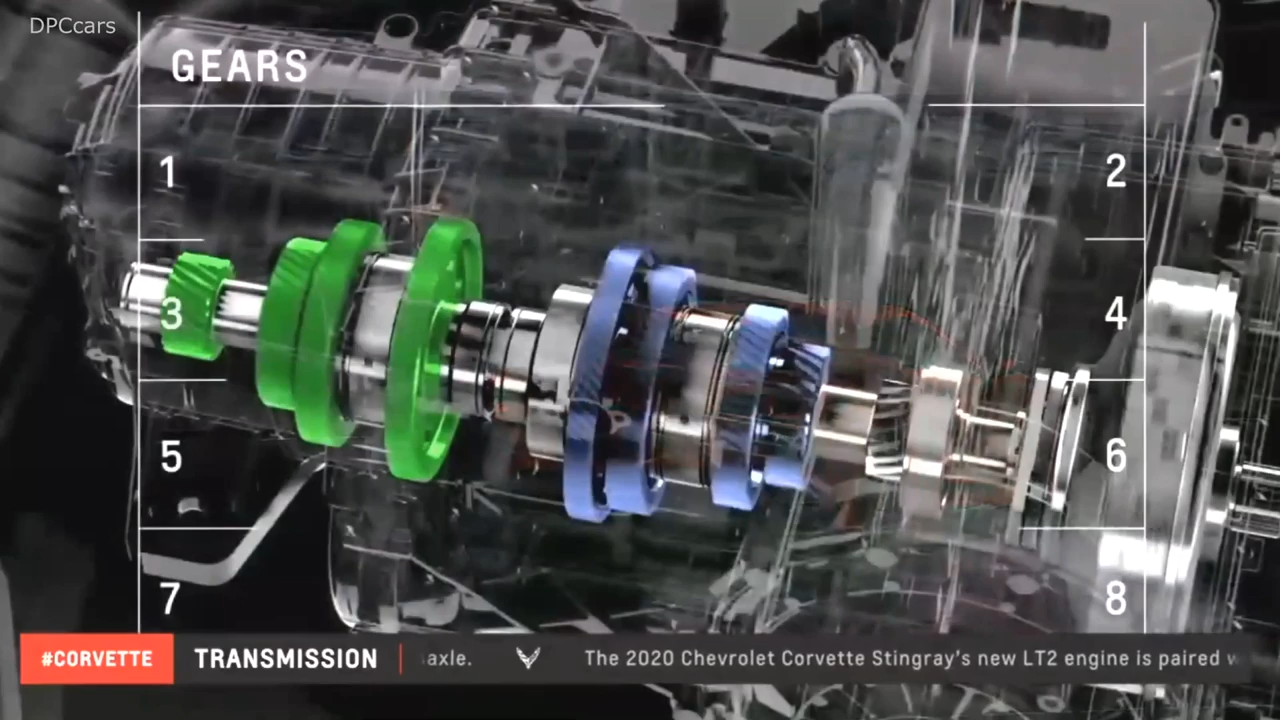 DPCcars
GEARS
1
2
3
4
5
6
7
8
#CORVETTE
TRANSMISSION
axle.
The 2020 Chevrolet Corvette Stingray's new LT2 engine is paired